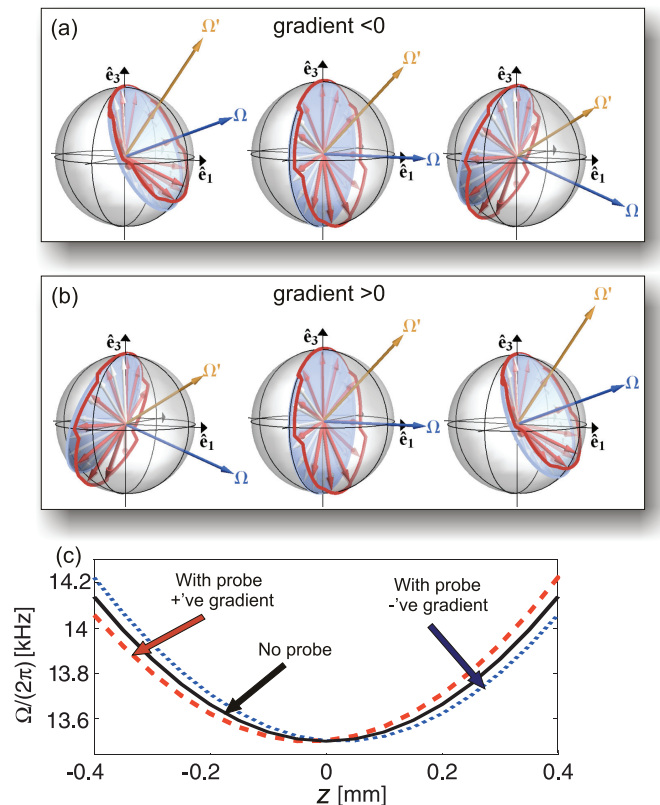 (a) gradient <0
Ω' Ω' Ω'
ê₃ ê₃ ê₃
Ω
ê₁ Ω ê₁
Ω
(b) gradient >0
Ω'
ê₃ Ω' ê₃ ê₃ Ω'
Ω
ê₁ Ω ê₁
Ω
(c)
14.2
With probe
+'ve gradient
With probe
-'ve gradient
14
No probe
13.8
13.6
Ω/(2π) [kHz]
-0.4 -0.2 0 0.2 0.4
z [mm]